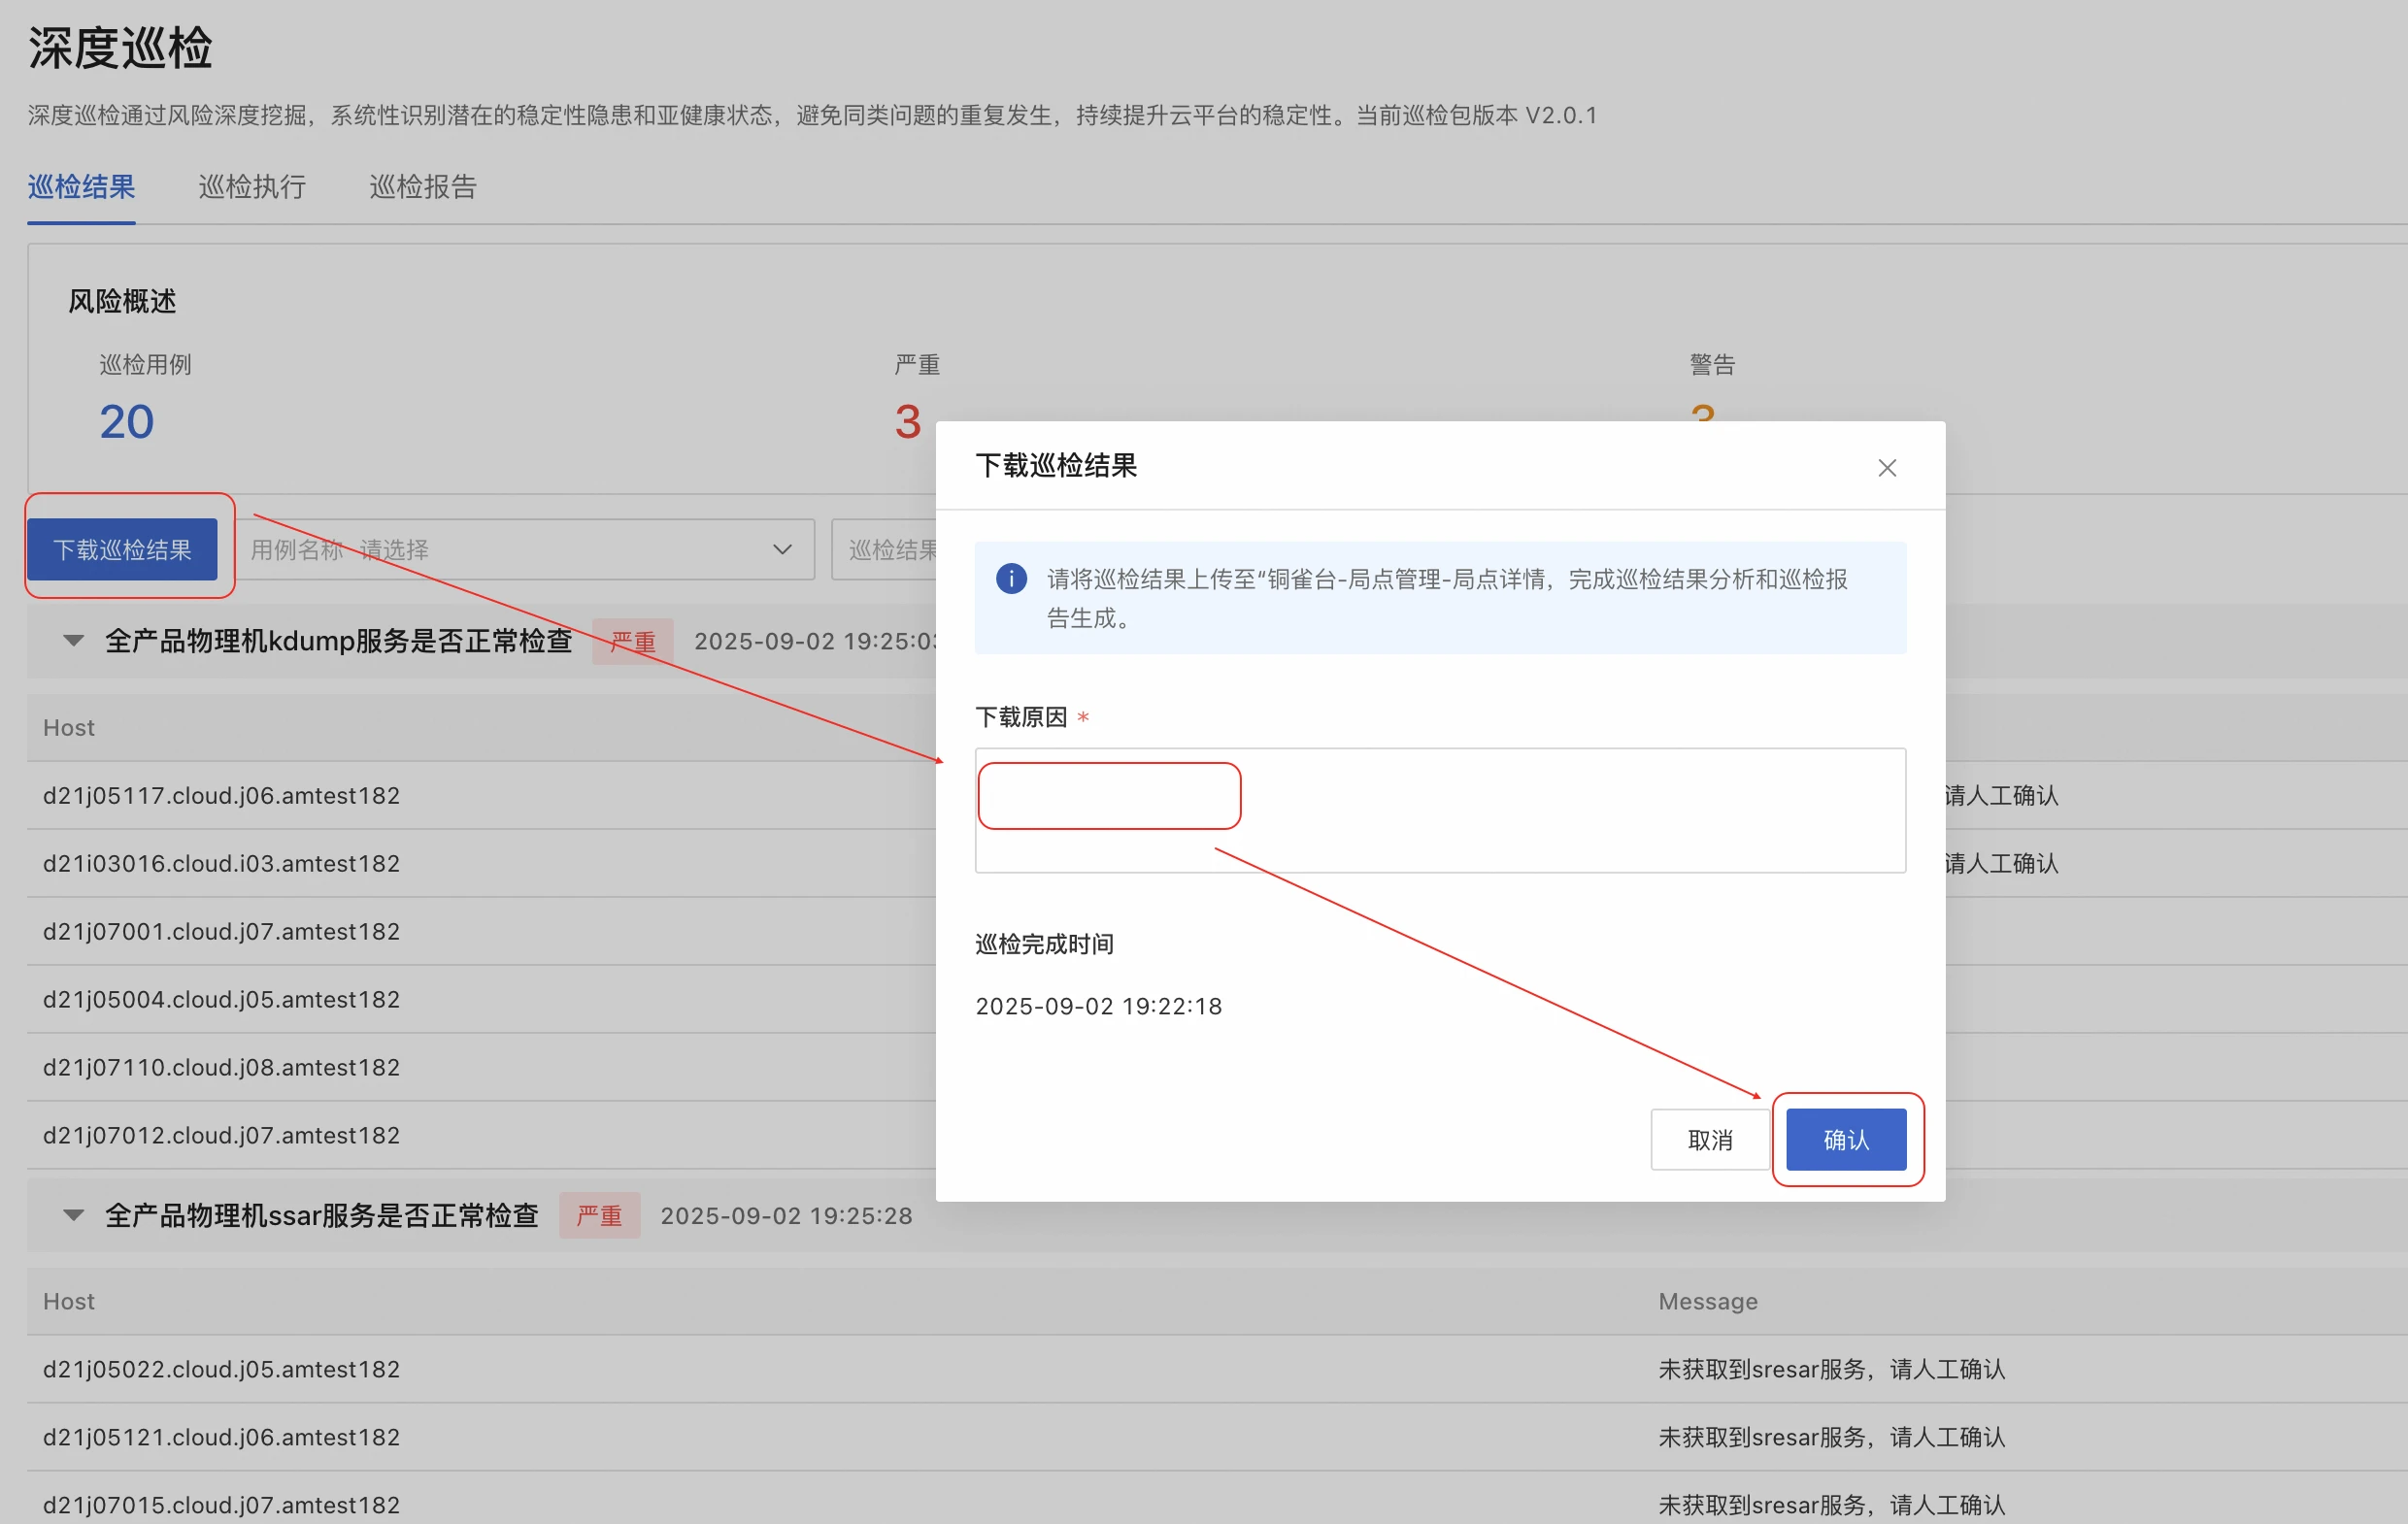 深度巡检
深度巡检通过风险深度挖掘，系统性识别潜在的稳定性隐患和亚健康状态，避免同类问题的重复发生，持续提升云平台的稳定性。当前巡检包版本 V2.0.1
巡检结果 巡检执行 巡检报告
风险概述
巡检用例 严重 警告
20 3
下载巡检结果 用例名称 请选择 巡检结果
全产品物理机kdump服务是否正常检查 严重 2025-09-02 19:25:03
Host
d21j05117.cloud.j06.amtest182 请人工确认
d21i03016.cloud.i03.amtest182 请人工确认
d21j07001.cloud.j07.amtest182
d21j05004.cloud.j05.amtest182
d21j07110.cloud.j08.amtest182
d21j07012.cloud.j07.amtest182
全产品物理机ssar服务是否正常检查 严重 2025-09-02 19:25:28
Host Message
d21j05022.cloud.j05.amtest182 未获取到sresar服务，请人工确认
d21j05121.cloud.j06.amtest182 未获取到sresar服务，请人工确认
d21j07015.cloud.j07.amtest182 未获取到sresar服务，请人工确认
下载巡检结果
请将巡检结果上传至“铜雀台-局点管理-局点详情，完成巡检结果分析和巡检报
告生成。
下载原因 *
巡检完成时间
2025-09-02 19:22:18
取消 确认